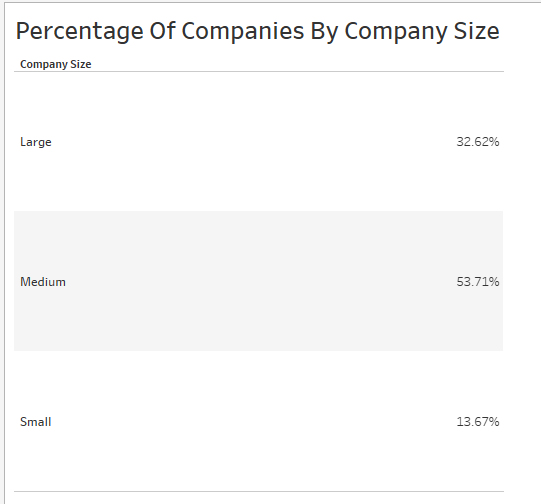 Percentage Of Companies By Company Size
Company Size
Large 32.62%
Medium 53.71%
Small 13.67%